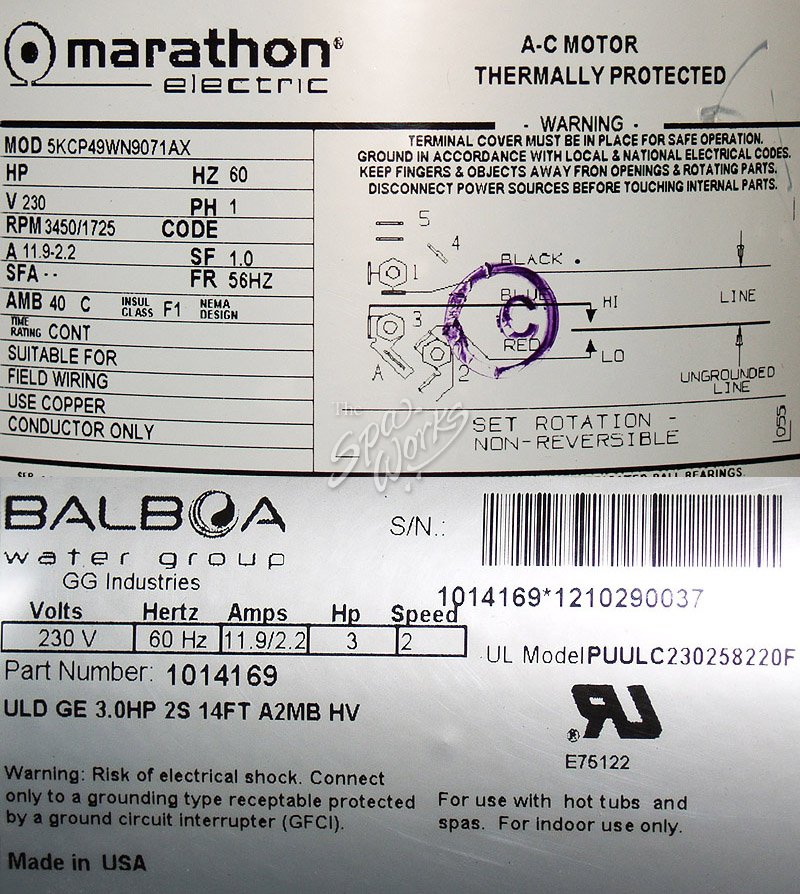 marathon®
electric
A-C MOTOR
THERMALLY PROTECTED
MOD 5KCP49WN9071AX
HP HZ 60
V 230 PH 1
RPM 3450/1725 CODE
A 11.9-2.2 SF 1.0
SFA - - FR 56HZ
AMB 40 C INSUL CLASS F1 NEMA DESIGN
TIME RATING CONT
SUITABLE FOR
FIELD WIRING
USE COPPER
CONDUCTOR ONLY
- WARNING -
TERMINAL COVER MUST BE IN PLACE FOR SAFE OPERATION.
GROUND IN ACCORDANCE WITH LOCAL & NATIONAL ELECTRICAL CODES.
KEEP FINGERS & OBJECTS AWAY FRON OPENINGS & ROTATING PARTS.
DISCONNECT POWER SOURCES BEFORE TOUCHING INTERNAL PARTS.
5
4
1
BLACK
BLUE
HI
LINE
3
C
RED
LO
A
2
UNGROUNDED
LINE
SET ROTATION -
NON-REVERSIBLE
055
The
Spa
Works
BALL BEARINGS.
BALBOA
water group
GG Industries
S/N.:
1014169*1210290037
Volts Hertz Amps Hp Speed
230 V 60 Hz 11.9/2.2 3 2
UL Model PUULC230258220F
Part Number: 1014169
ULD GE 3.0HP 2S 14FT A2MB HV
®
E75122
Warning: Risk of electrical shock. Connect
only to a grounding type receptable protected
by a ground circuit interrupter (GFCI).
For use with hot tubs and
spas. For indoor use only.
Made in USA